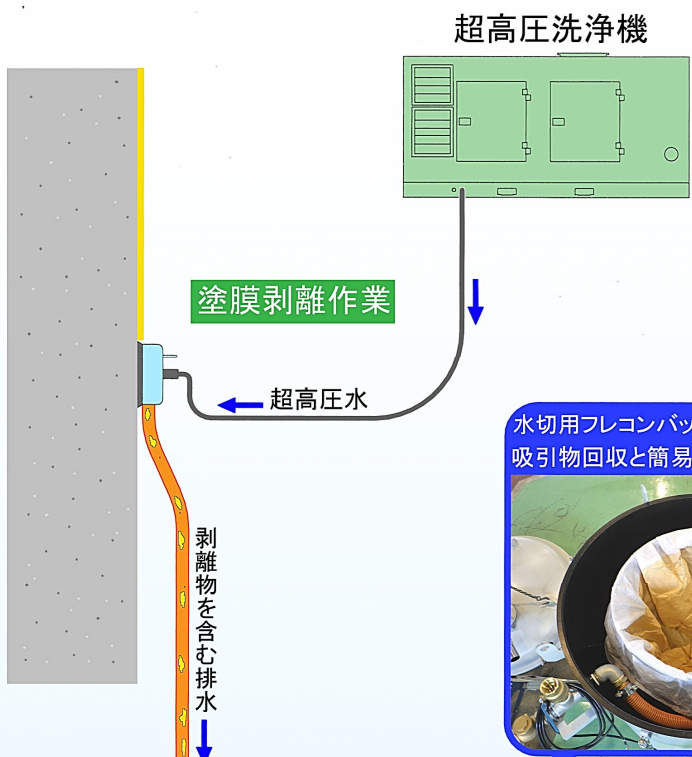 超高圧洗浄機
塗膜剥離作業
超高圧水
水切用フレコンバッ
吸引物回収と簡易
剥離物を含む排水